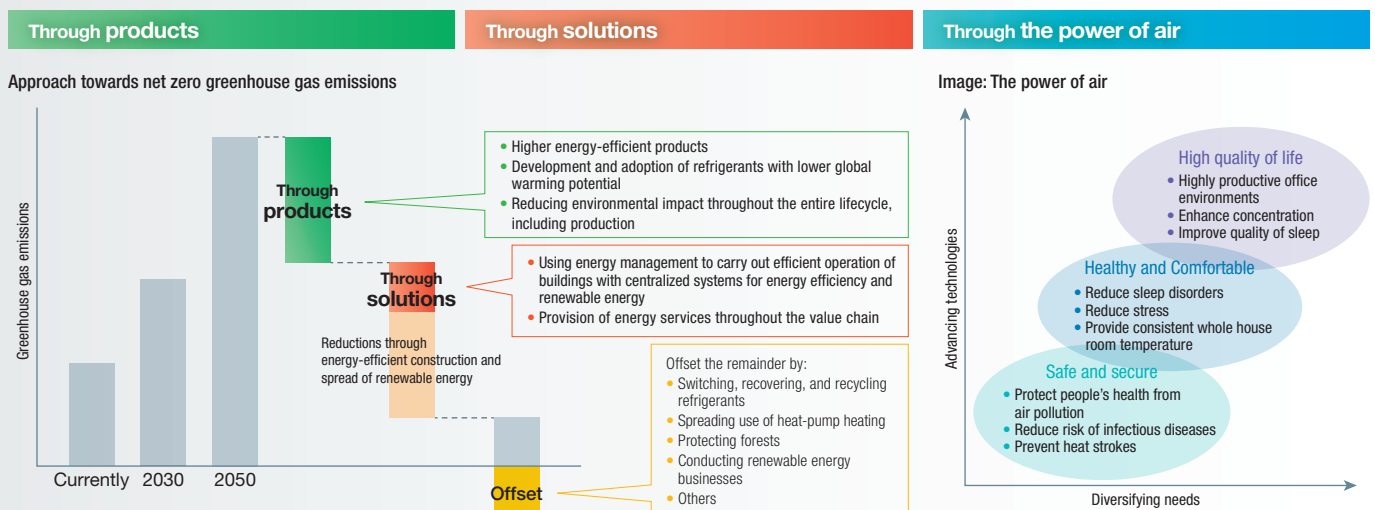 Through products
Through solutions
Through the power of air
Approach towards net zero greenhouse gas emissions
Greenhouse gas emissions
Currently
2030
2050
Through
products
• Higher energy-efficient products
• Development and adoption of refrigerants with lower global
warming potential
• Reducing environmental impact throughout the entire lifecycle,
including production
Through
solutions
• Using energy management to carry out efficient operation of
buildings with centralized systems for energy efficiency and
renewable energy
• Provision of energy services throughout the value chain
Reductions through
energy-efficient construction and
spread of renewable energy
Offset
Offset the remainder by:
• Switching, recovering, and recycling
refrigerants
• Spreading use of heat-pump heating
• Protecting forests
• Conducting renewable energy
businesses
• Others
Image: The power of air
Advancing technologies
High quality of life
• Highly productive office
environments
• Enhance concentration
• Improve quality of sleep
Healthy and Comfortable
• Reduce sleep disorders
• Reduce stress
• Provide consistent whole house
room temperature
Safe and secure
• Protect people's health from
air pollution
• Reduce risk of infectious diseases
• Prevent heat strokes
Diversifying needs